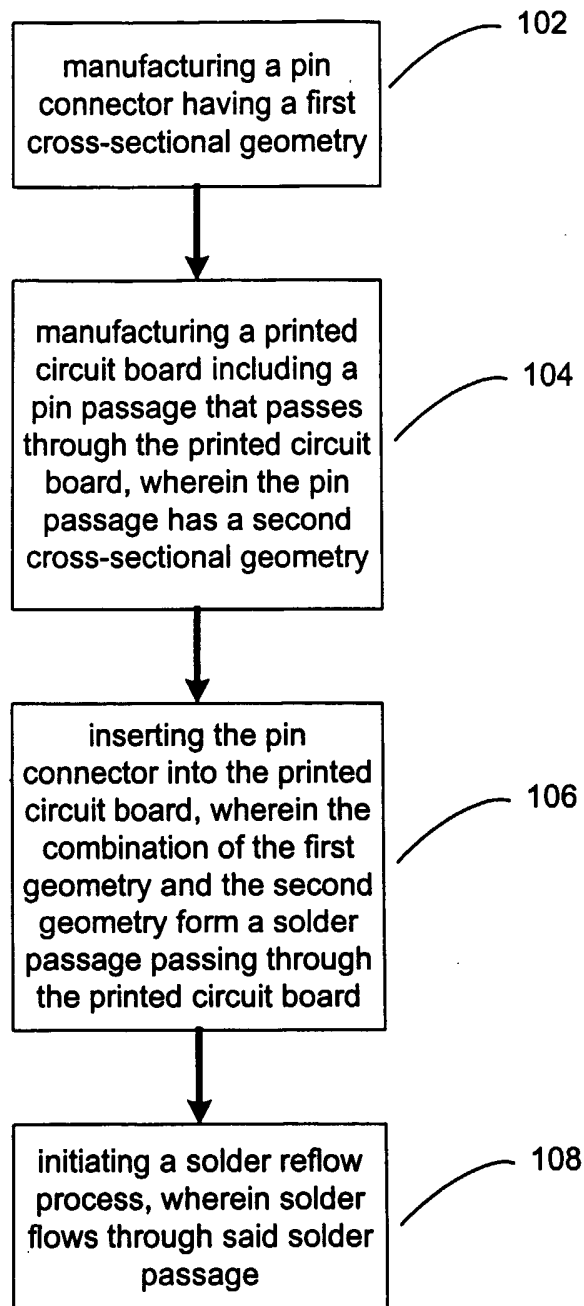 102
manufacturing a pin
connector having a first
cross-sectional geometry
manufacturing a printed
circuit board including a
pin passage that passes
through the printed circuit
board, wherein the pin
passage has a second
cross-sectional geometry
104
inserting the pin
connector into the printed
circuit board, wherein the
combination of the first
geometry and the second
geometry form a solder
passage passing through
the printed circuit board
106
initiating a solder reflow
process, wherein solder
flows through said solder
passage
108